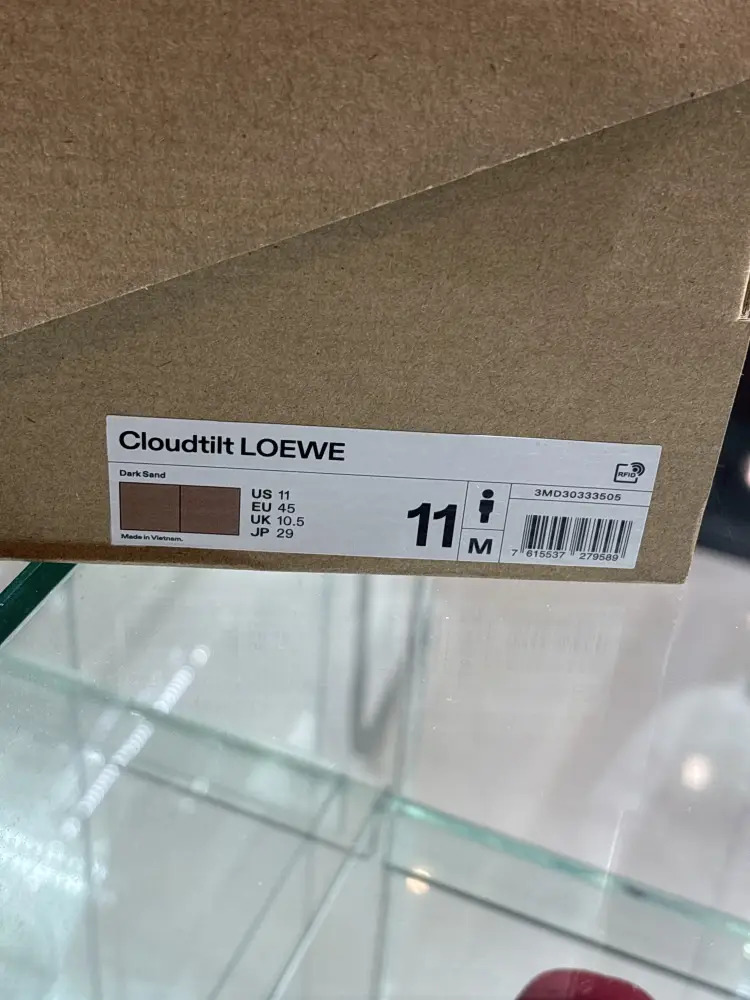 Cloudtilt LOEWE
RFID
Dark Sand
US 11
EU 45
UK 10.5
JP 29
Made in Vietnam.
11
M
3MD30333505
7 615537 279589